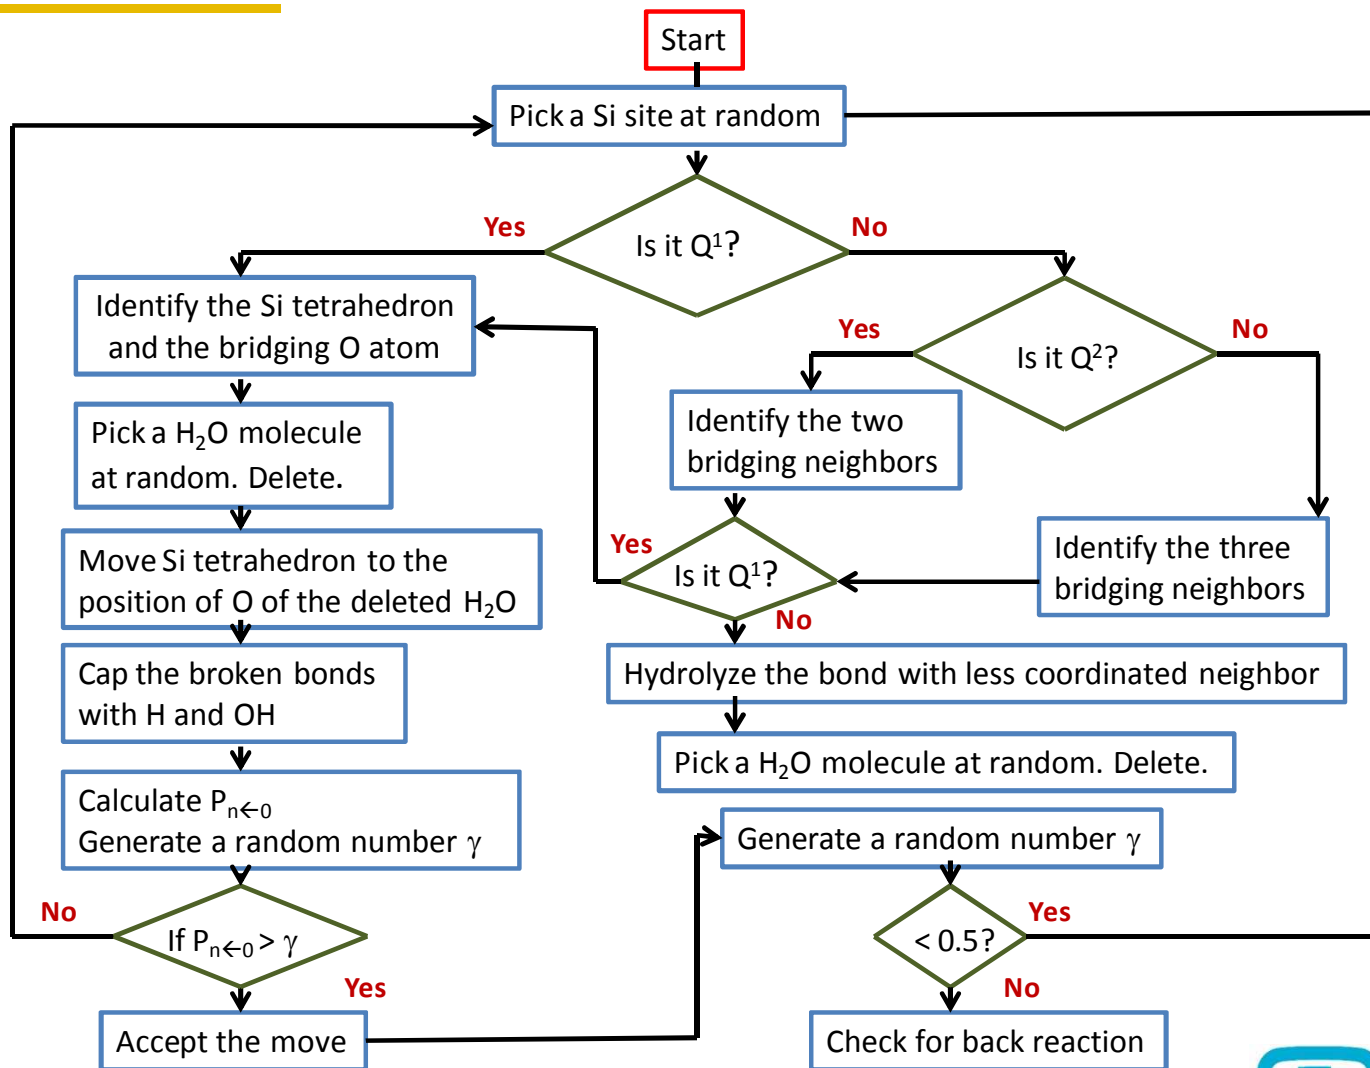 Start
Pick a Si site at random
Is it Q¹?
Yes
No
Identify the Si tetrahedron
and the bridging O atom
Is it Q²?
Yes
No
Pick a H₂O molecule
at random. Delete.
Identify the two
bridging neighbors
Move Si tetrahedron to the
position of O of the deleted H₂O
Is it Q¹?
Yes
No
Identify the three
bridging neighbors
Cap the broken bonds
with H and OH
Hydrolyze the bond with less coordinated neighbor
Pick a H₂O molecule at random. Delete.
Calculate Pn←0
Generate a random number γ
Generate a random number γ
No
If Pn←0 > γ
Yes
< 0.5?
Yes
No
Accept the move
Check for back reaction